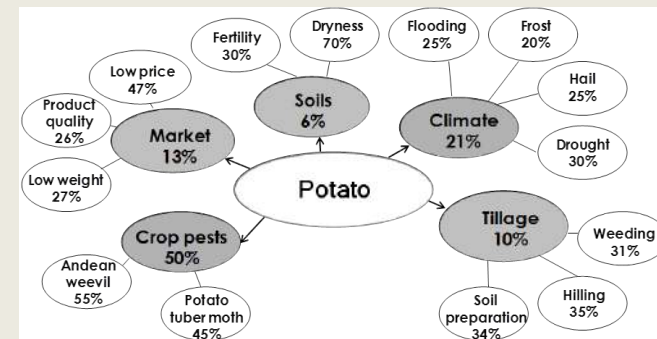 Fertility
30%
Dryness
70%
Flooding
25%
Frost
20%
Low price
47%
Hail
25%
Product
quality
26%
Soils
6%
Climate
21%
Market
13%
Drought
30%
Low weight
27%
Potato
Tillage
10%
Weeding
31%
Crop pests
50%
Andean
weevil
55%
Potato
tuber moth
45%
Soil
preparation
34%
Hilling
35%